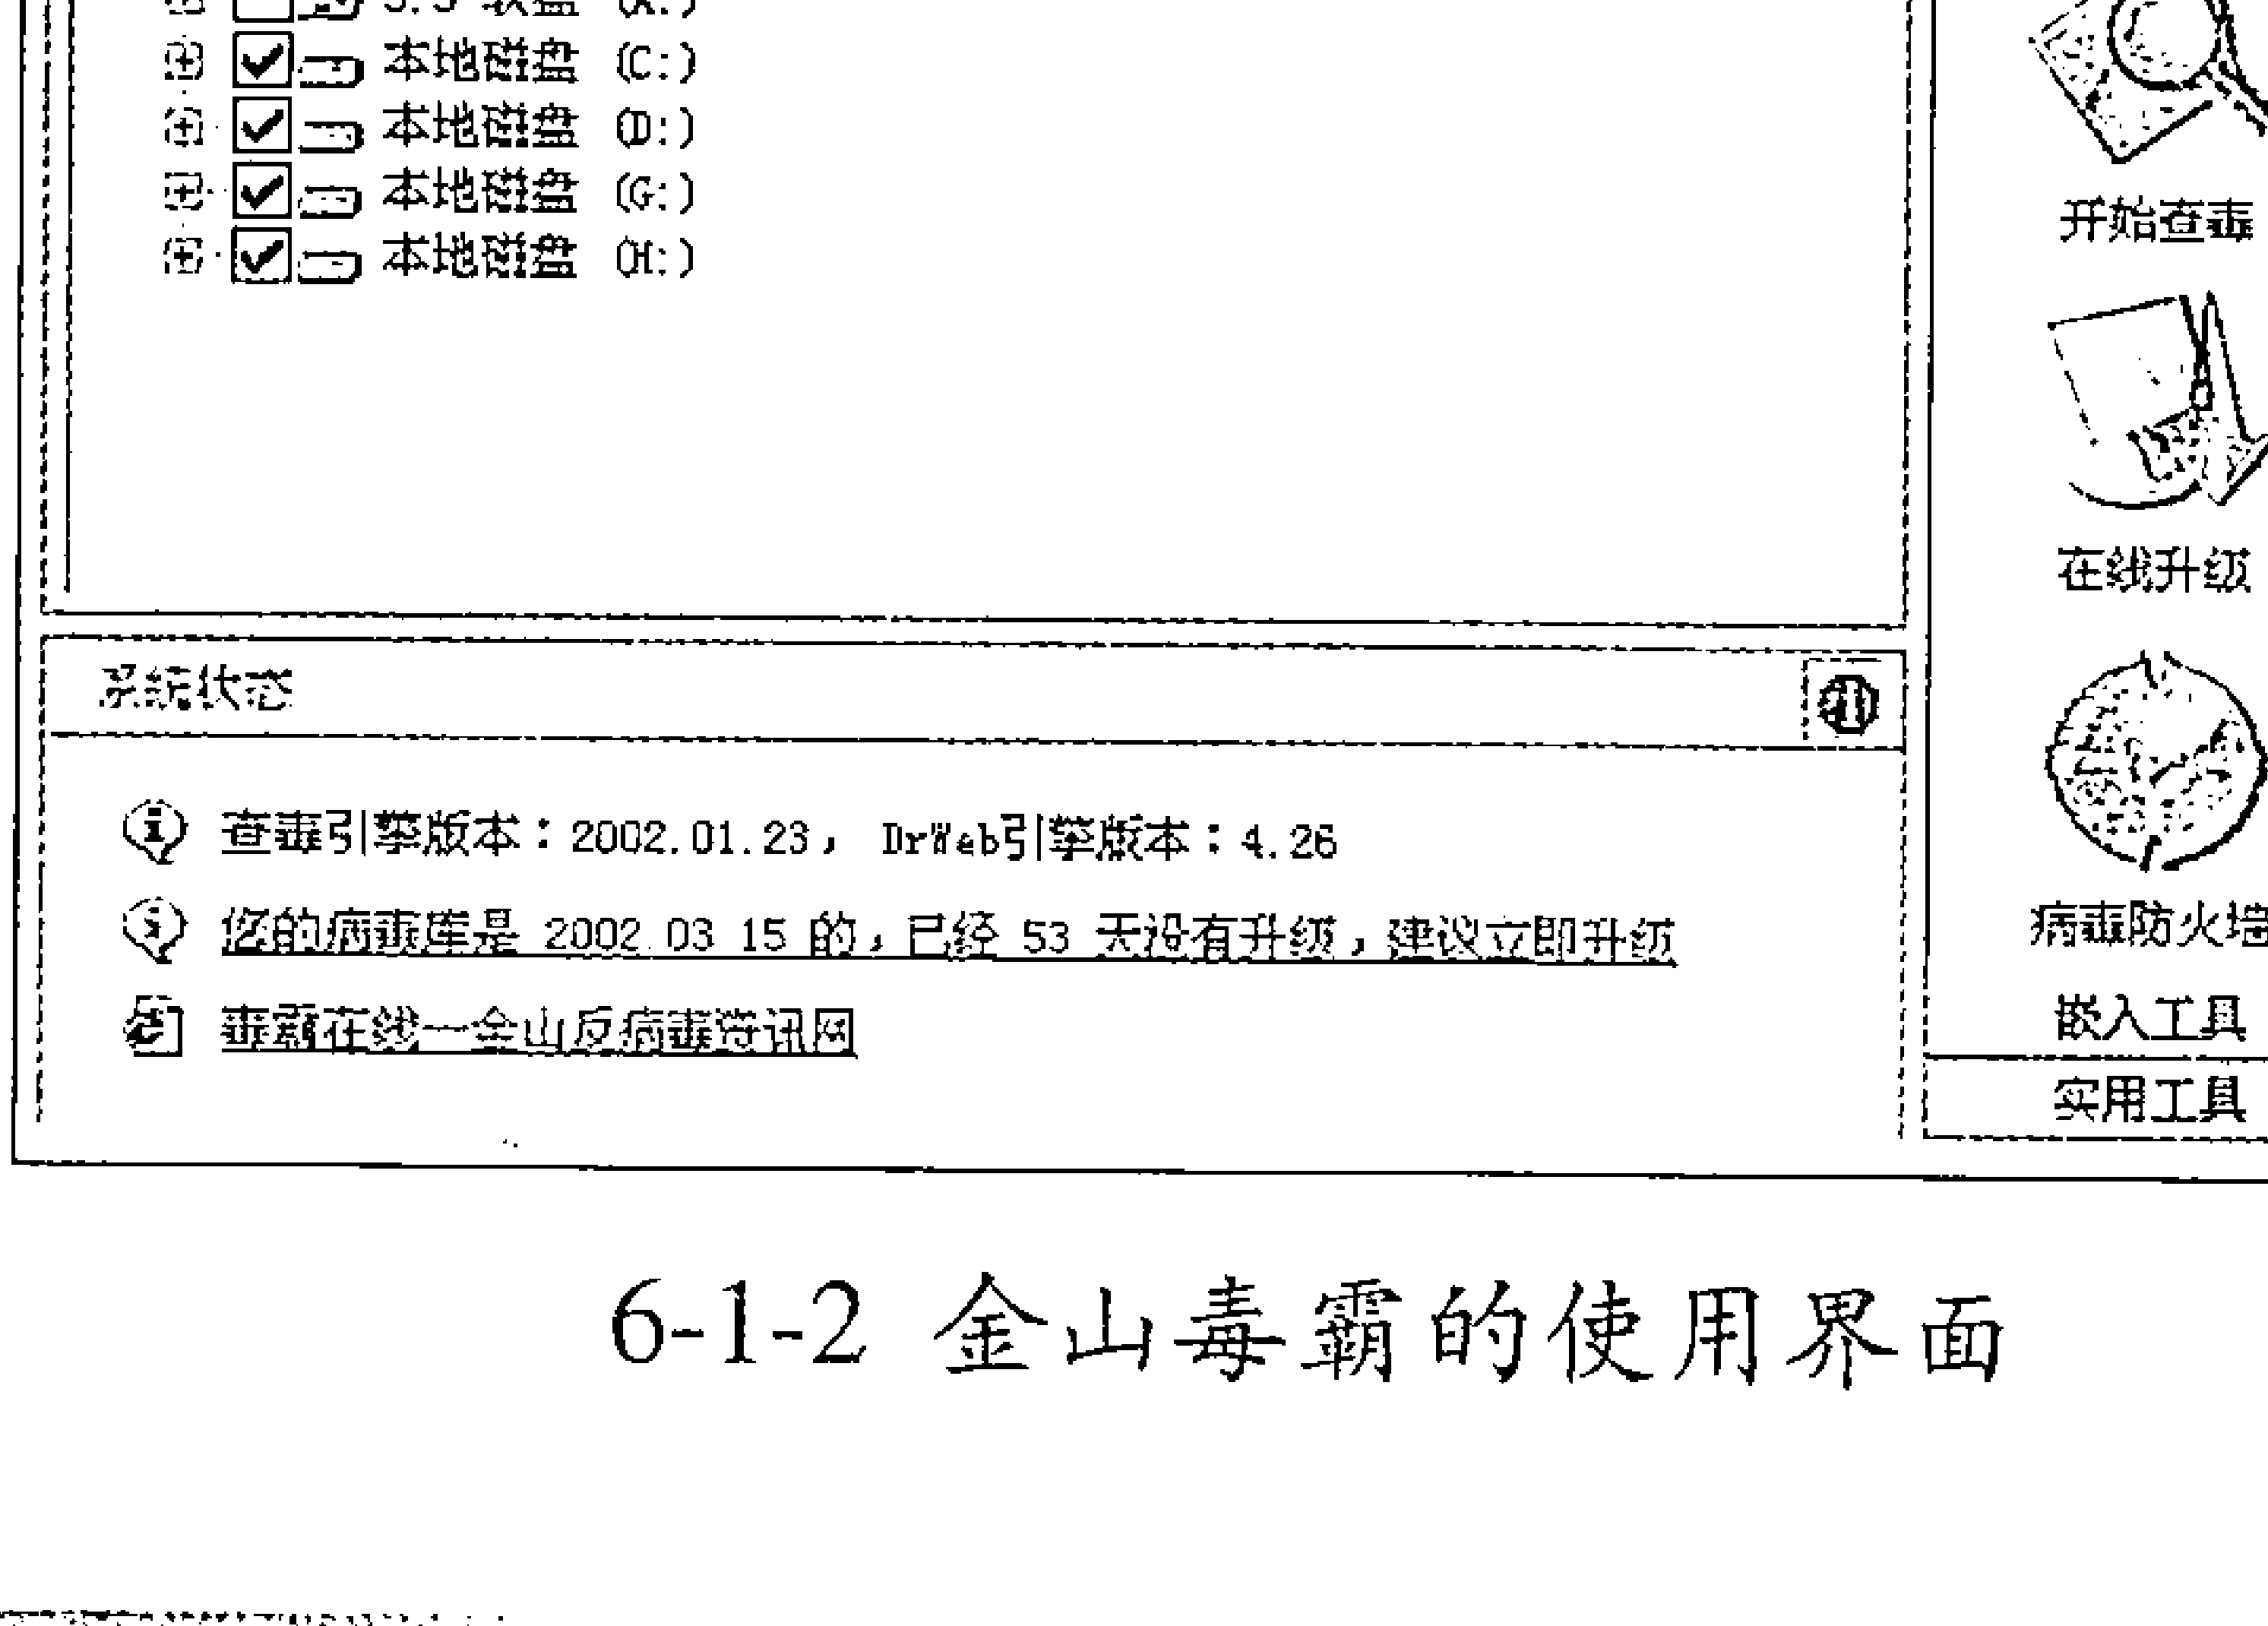 3.5 软盘 (A:)
本地磁盘 (C:)
本地磁盘 (D:)
本地磁盘 (G:)
本地磁盘 (H:)
开始查毒
在线升级
系统状态
查毒引擎版本：2002.01.23， DrWeb引擎版本：4.26
您的病毒库是 2002.03 15 的，已经 53 天没有升级，建议立即升级
病毒防火墙
毒霸在线—金山反病毒资讯网
嵌入工具
实用工具
6-1-2 金山毒霸的使用界面